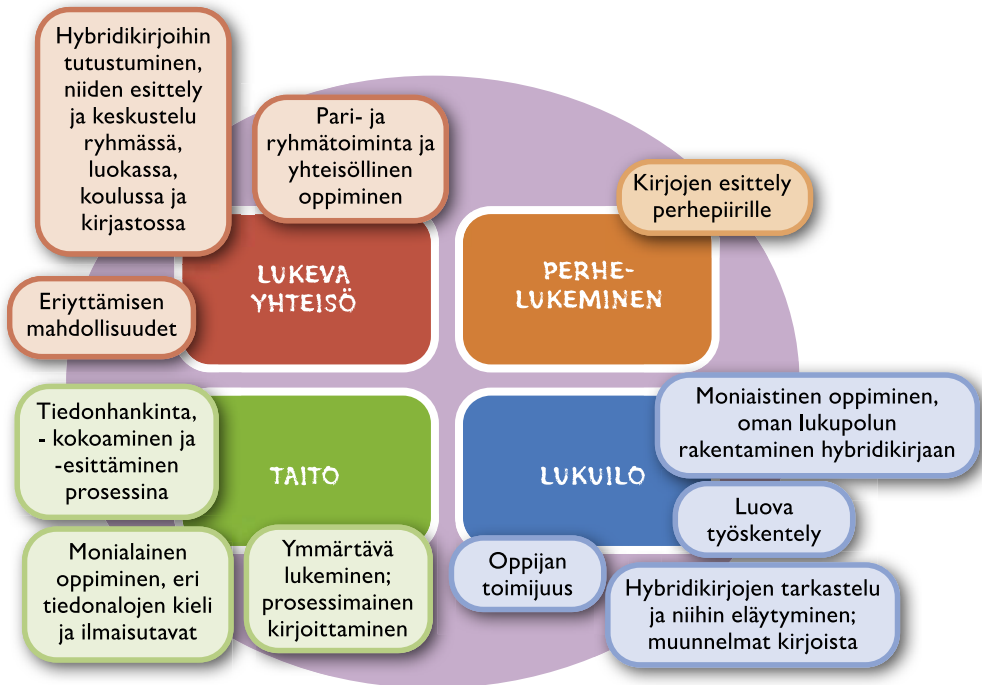 Hybridikirjoihin
tutustuminen,
niiden esittely
ja keskustelu
ryhmässä,
luokassa,
koulussa ja
kirjastossa
Pari- ja
ryhmätoiminta ja
yhteisöllinen
oppiminen
Eriyttämisen
mahdollisuudet
LUKEVA
YHTEISÖ
Kirjojen esittely
perhepiirille
PERHE-
LUKEMINEN
Tiedonhankinta,
- kokoaminen ja
-esittäminen
prosessina
TAITO
Monialainen
oppiminen, eri
tiedonalojen kieli
ja ilmaisutavat
Ymmärtävä
lukeminen;
prosessimainen
kirjoittaminen
LUKUILO
Moniaistinen oppiminen,
oman lukupolun
rakentaminen hybridikirjaan
Luova
työskentely
Oppijan
toimijuus
Hybridikirjojen tarkastelu
ja niihin eläytyminen;
muunnelmat kirjoista